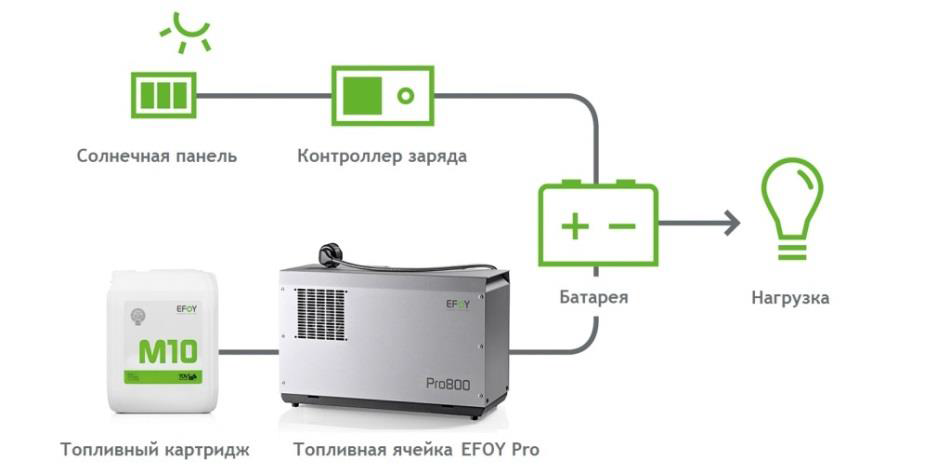 Солнечная панель
Контроллер заряда
Батарея
Нагрузка
EFOY
M10
EFOY
Pro800
Топливный картридж
Топливная ячейка EFOY Pro